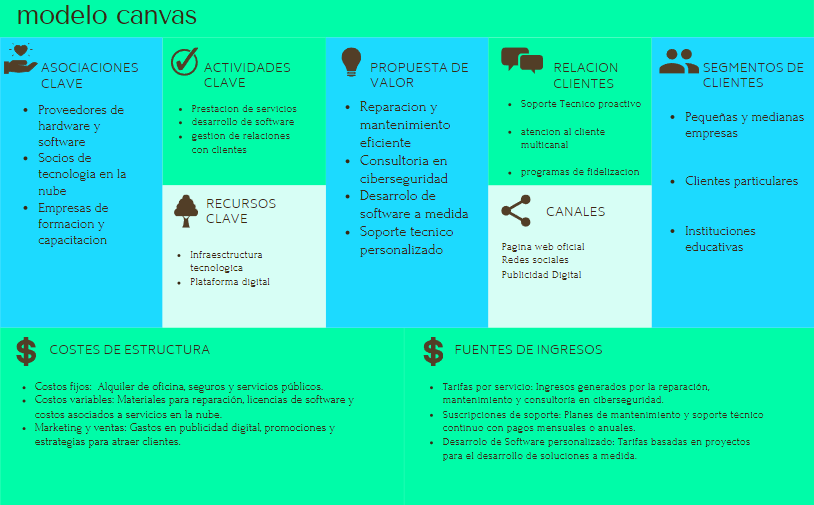 modelo canvas
ASOCIACIONES
CLAVE
• Proveedores de
hardware y
software
• Socios de
tecnologia en la
nube
• Empresas de
formacion y
capacitacion
ACTIVIDADES
CLAVE
• Prestacion de servicios
• desarrollo de software
• gestion de relaciones
con clientes
RECURSOS
CLAVE
• Infraesctructura
tecnologica
• Plataforma digital
PROPUESTA DE
VALOR
• Reparacion y
mantenimiento
eficiente
• Consultoria en
ciberseguridad
• Desarrolo de
software a medida
• Soporte tecnico
personalizado
RELACION
CLIENTES
• Soporte Tecnico proactivo
• atencion al cliente
multicanal
• programas de fidelizacion
CANALES
Pagina web oficial
Redes sociales
Publicidad Digital
SEGMENTOS DE
CLIENTES
• Pequeñas y medianas
empresas
• Clientes particulares
• Instituciones
educativas
COSTES DE ESTRUCTURA
• Costos fijos: Alquiler de oficina, seguros y servicios públicos.
• Costos variables: Materiales para reparación, licencias de software y
costos asociados a servicios en la nube.
• Marketing y ventas: Gastos en publicidad digital, promociones y
estrategias para atraer clientes.
FUENTES DE INGRESOS
• Tarifas por servicio: Ingresos generados por la reparación,
mantenimiento y consultoría en ciberseguridad.
• Suscripciones de soporte: Planes de mantenimiento y soporte técnico
continuo con pagos mensuales o anuales.
• Desarolo de Software personalizado: Tarifas basadas en proyectos
para el desarrollo de soluciones a medida.